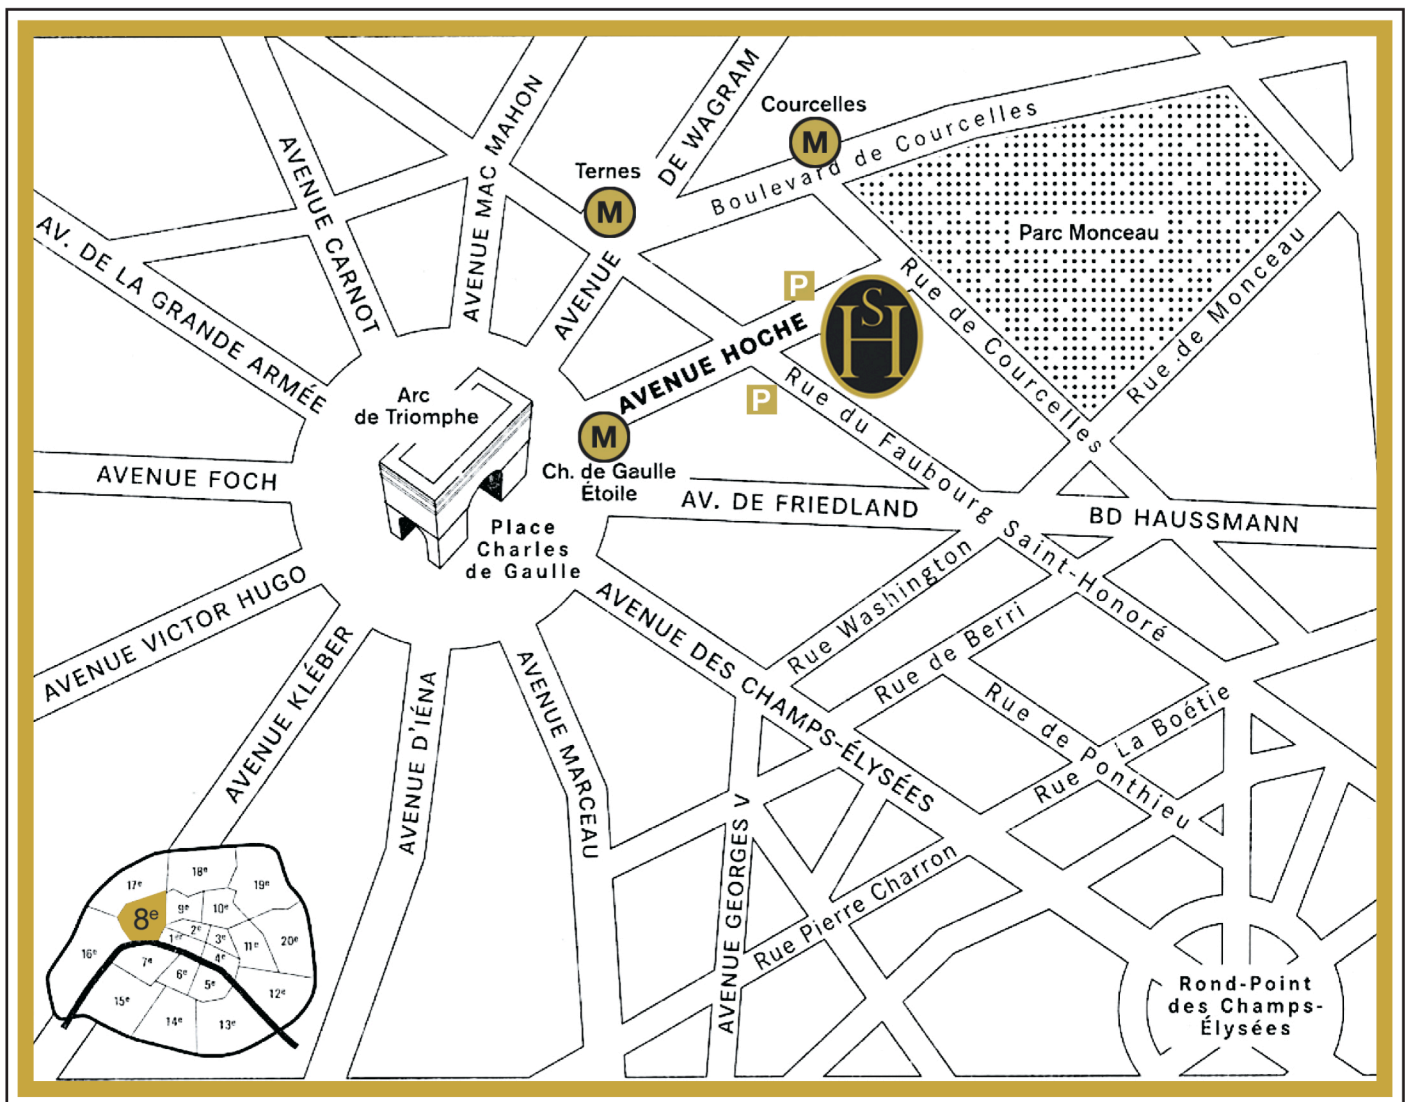 AVENUE MAC MAHON
DE WAGRAM
Courcelles
M
Boulevard de Courcelles
AVENUE CARNOT
Ternes
M
AV. DE LA GRANDE ARMÉE
AVENUE
Parc Monceau
Rue de Monceau
P
SH
Rue de Courcelles
AVENUE HOCHE
P
Arc
de Triomphe
M
Ch. de Gaulle
Étoile
Rue du Faubourg Saint-Honoré
AVENUE FOCH
AV. DE FRIEDLAND
BD HAUSSMANN
Place
Charles
de Gaulle
AVENUE VICTOR HUGO
AVENUE KLÉBER
AVENUE D'IÉNA
AVENUE MARCEAU
AVENUE DES CHAMPS-ÉLYSÉES
Rue Washington
Rue de Berri
Rue de Ponthieu
Rue La Boétie
AVENUE GEORGES V
Rue Pierre Charron
Rond-Point
des Champs-
Élysées
17e
18e
19e
8e
9e
10e
2e
1er
3e
11e
20e
16e
7e
4e
6e
5e
15e
12e
14e
13e